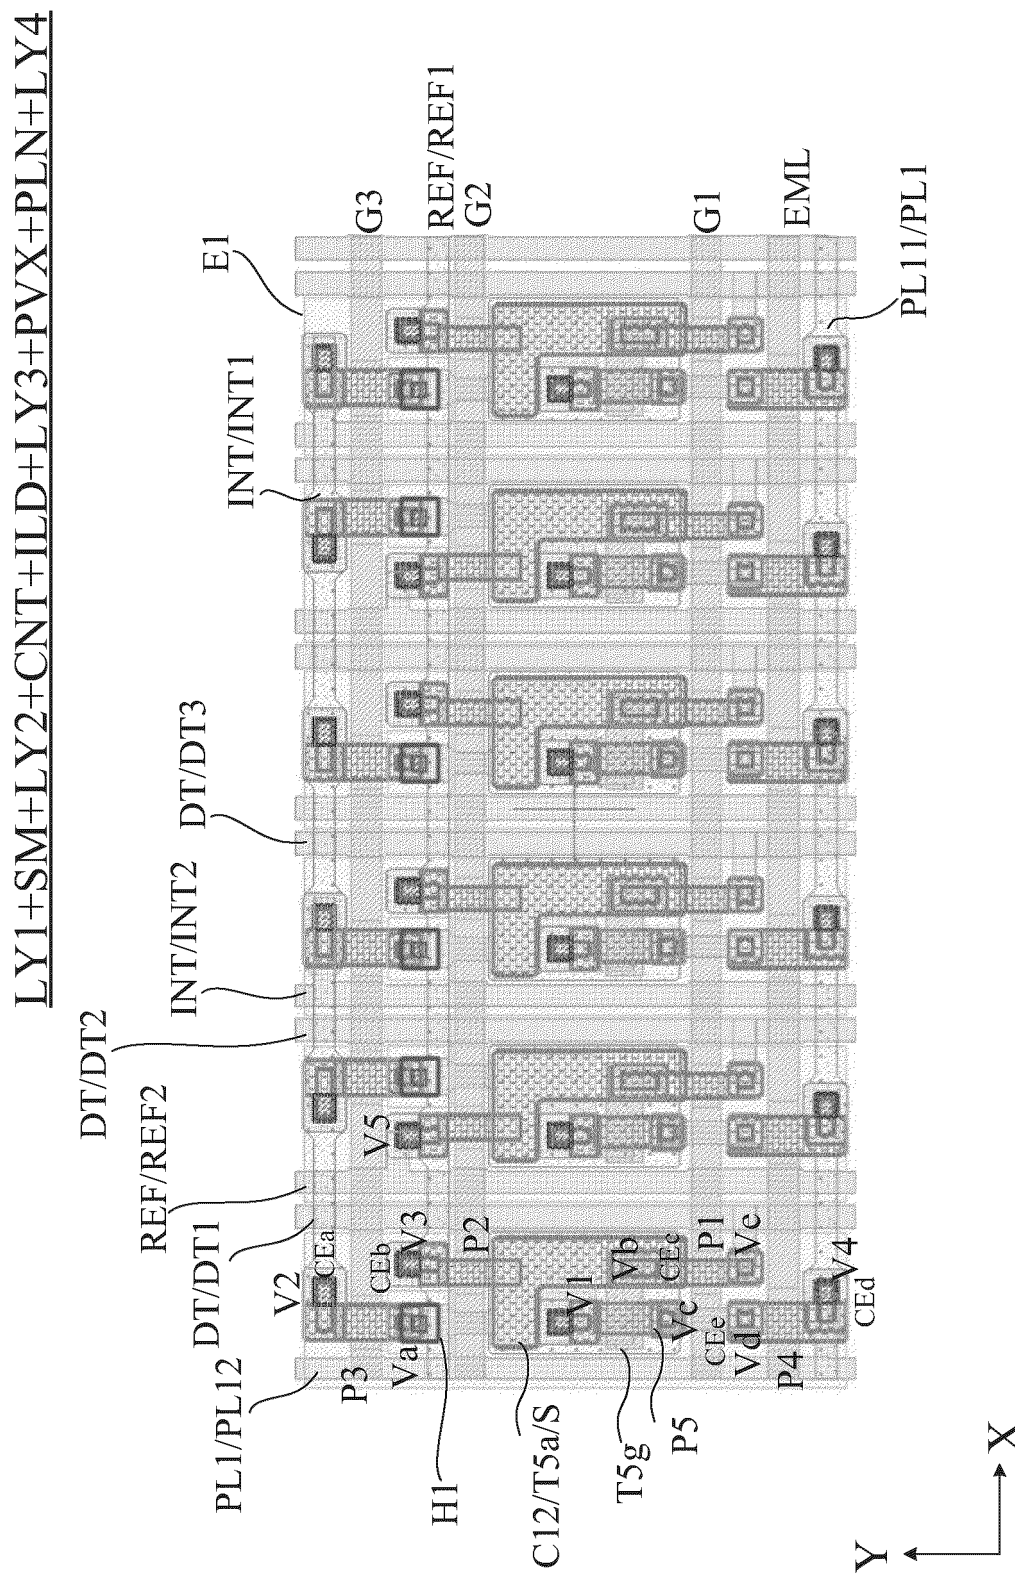 LY1+SM+LY2+CNT+ILD+LY3+PVX+PLN+LY4
PL1/PL12
DT/DT1
REF/REF2
DT/DT2
INT/INT2
DT/DT3
INT/INT1
E1
G3
REF/REF1
G2
G1
EML
PL11/PL1
V2
CEa
CEb
V3
P3
Va
P2
V5
H1
V1
Vb
CEc
P1
Ve
Vc
CEe
Vd
P4
V4
CEd
C12/T5a/S
T5g
P5
Y
X